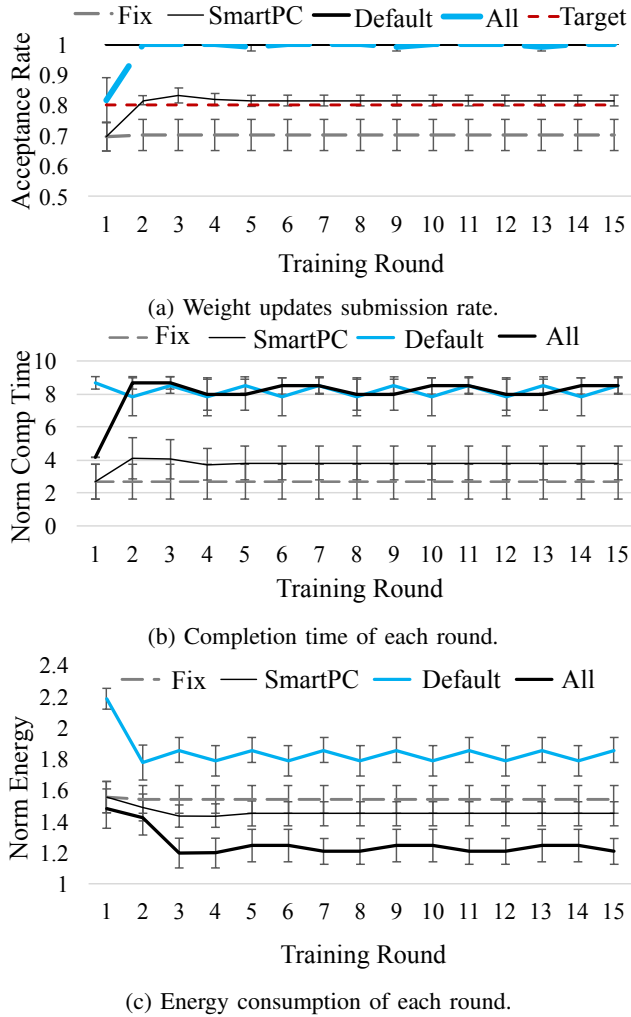 Fix SmartPC Default All Target
1
0.9
0.8
0.7
0.6
0.5
Acceptance Rate
1 2 3 4 5 6 7 8 9 10 11 12 13 14 15
Training Round
(a) Weight updates submission rate.
Fix SmartPC Default All
10
8
6
4
2
0
Norm Comp Time
1 2 3 4 5 6 7 8 9 10 11 12 13 14 15
Training Round
(b) Completion time of each round.
2.4
Fix SmartPC Default All
2.2
2
1.8
1.6
1.4
1.2
1
Norm Energy
1 2 3 4 5 6 7 8 9 10 11 12 13 14 15
Training Round
(c) Energy consumption of each round.